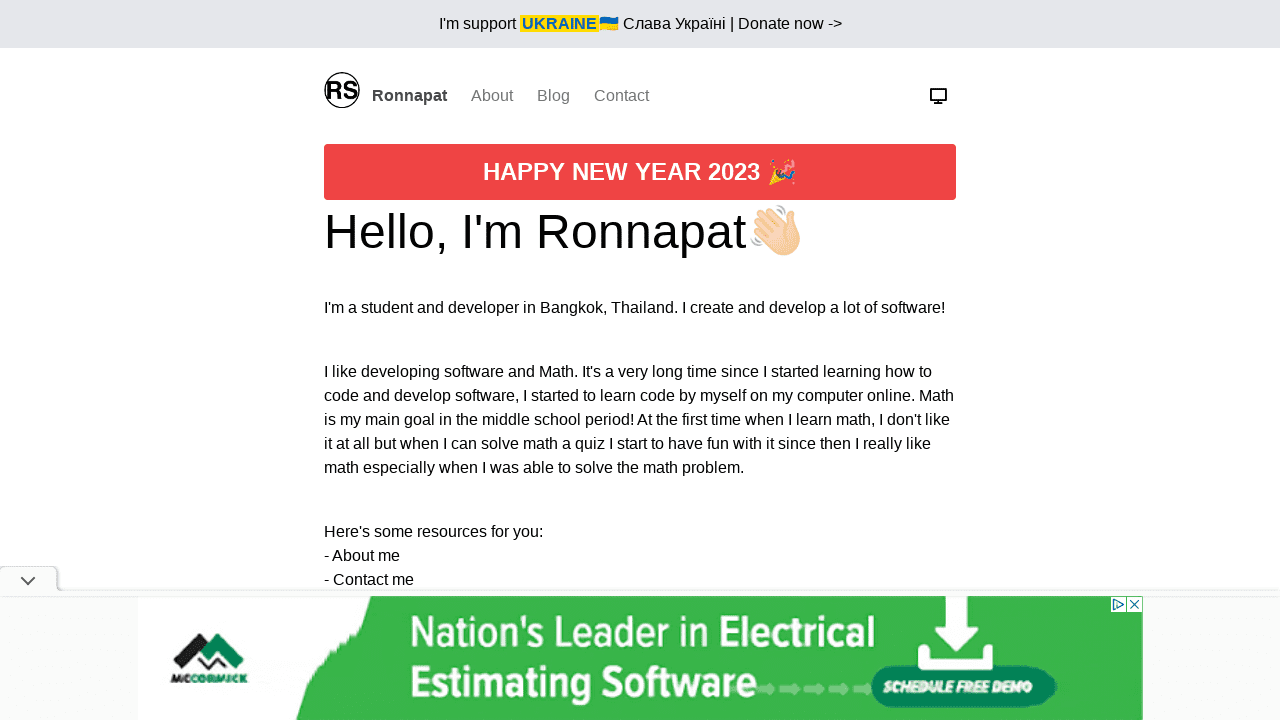 I'm support UKRAINE🇺🇦 Слава Україні | Donate now ->
RS Ronnapat About Blog Contact
HAPPY NEW YEAR 2023 🎉
Hello, I'm Ronnapat👋🏻
I'm a student and developer in Bangkok, Thailand. I create and develop a lot of software!
I like developing software and Math. It's a very long time since I started learning how to
code and develop software, I started to learn code by myself on my computer online. Math
is my main goal in the middle school period! At the first time when I learn math, I don't like
it at all but when I can solve math a quiz I start to have fun with it since then I really like
math especially when I was able to solve the math problem.
Here's some resources for you:
- About me
- Contact me
MCCORMICK
Nation's Leader in Electrical
Estimating Software
SCHEDULE FREE DEMO